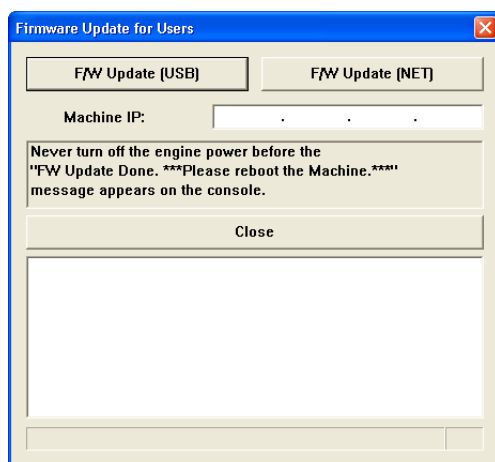 Firmware Update for Users
F/W Update (USB)
F/W Update (NET)
Machine IP:
. . .
Never turn off the engine power before the
"FW Update Done. ***Please reboot the Machine.***"
message appears on the console.
Close